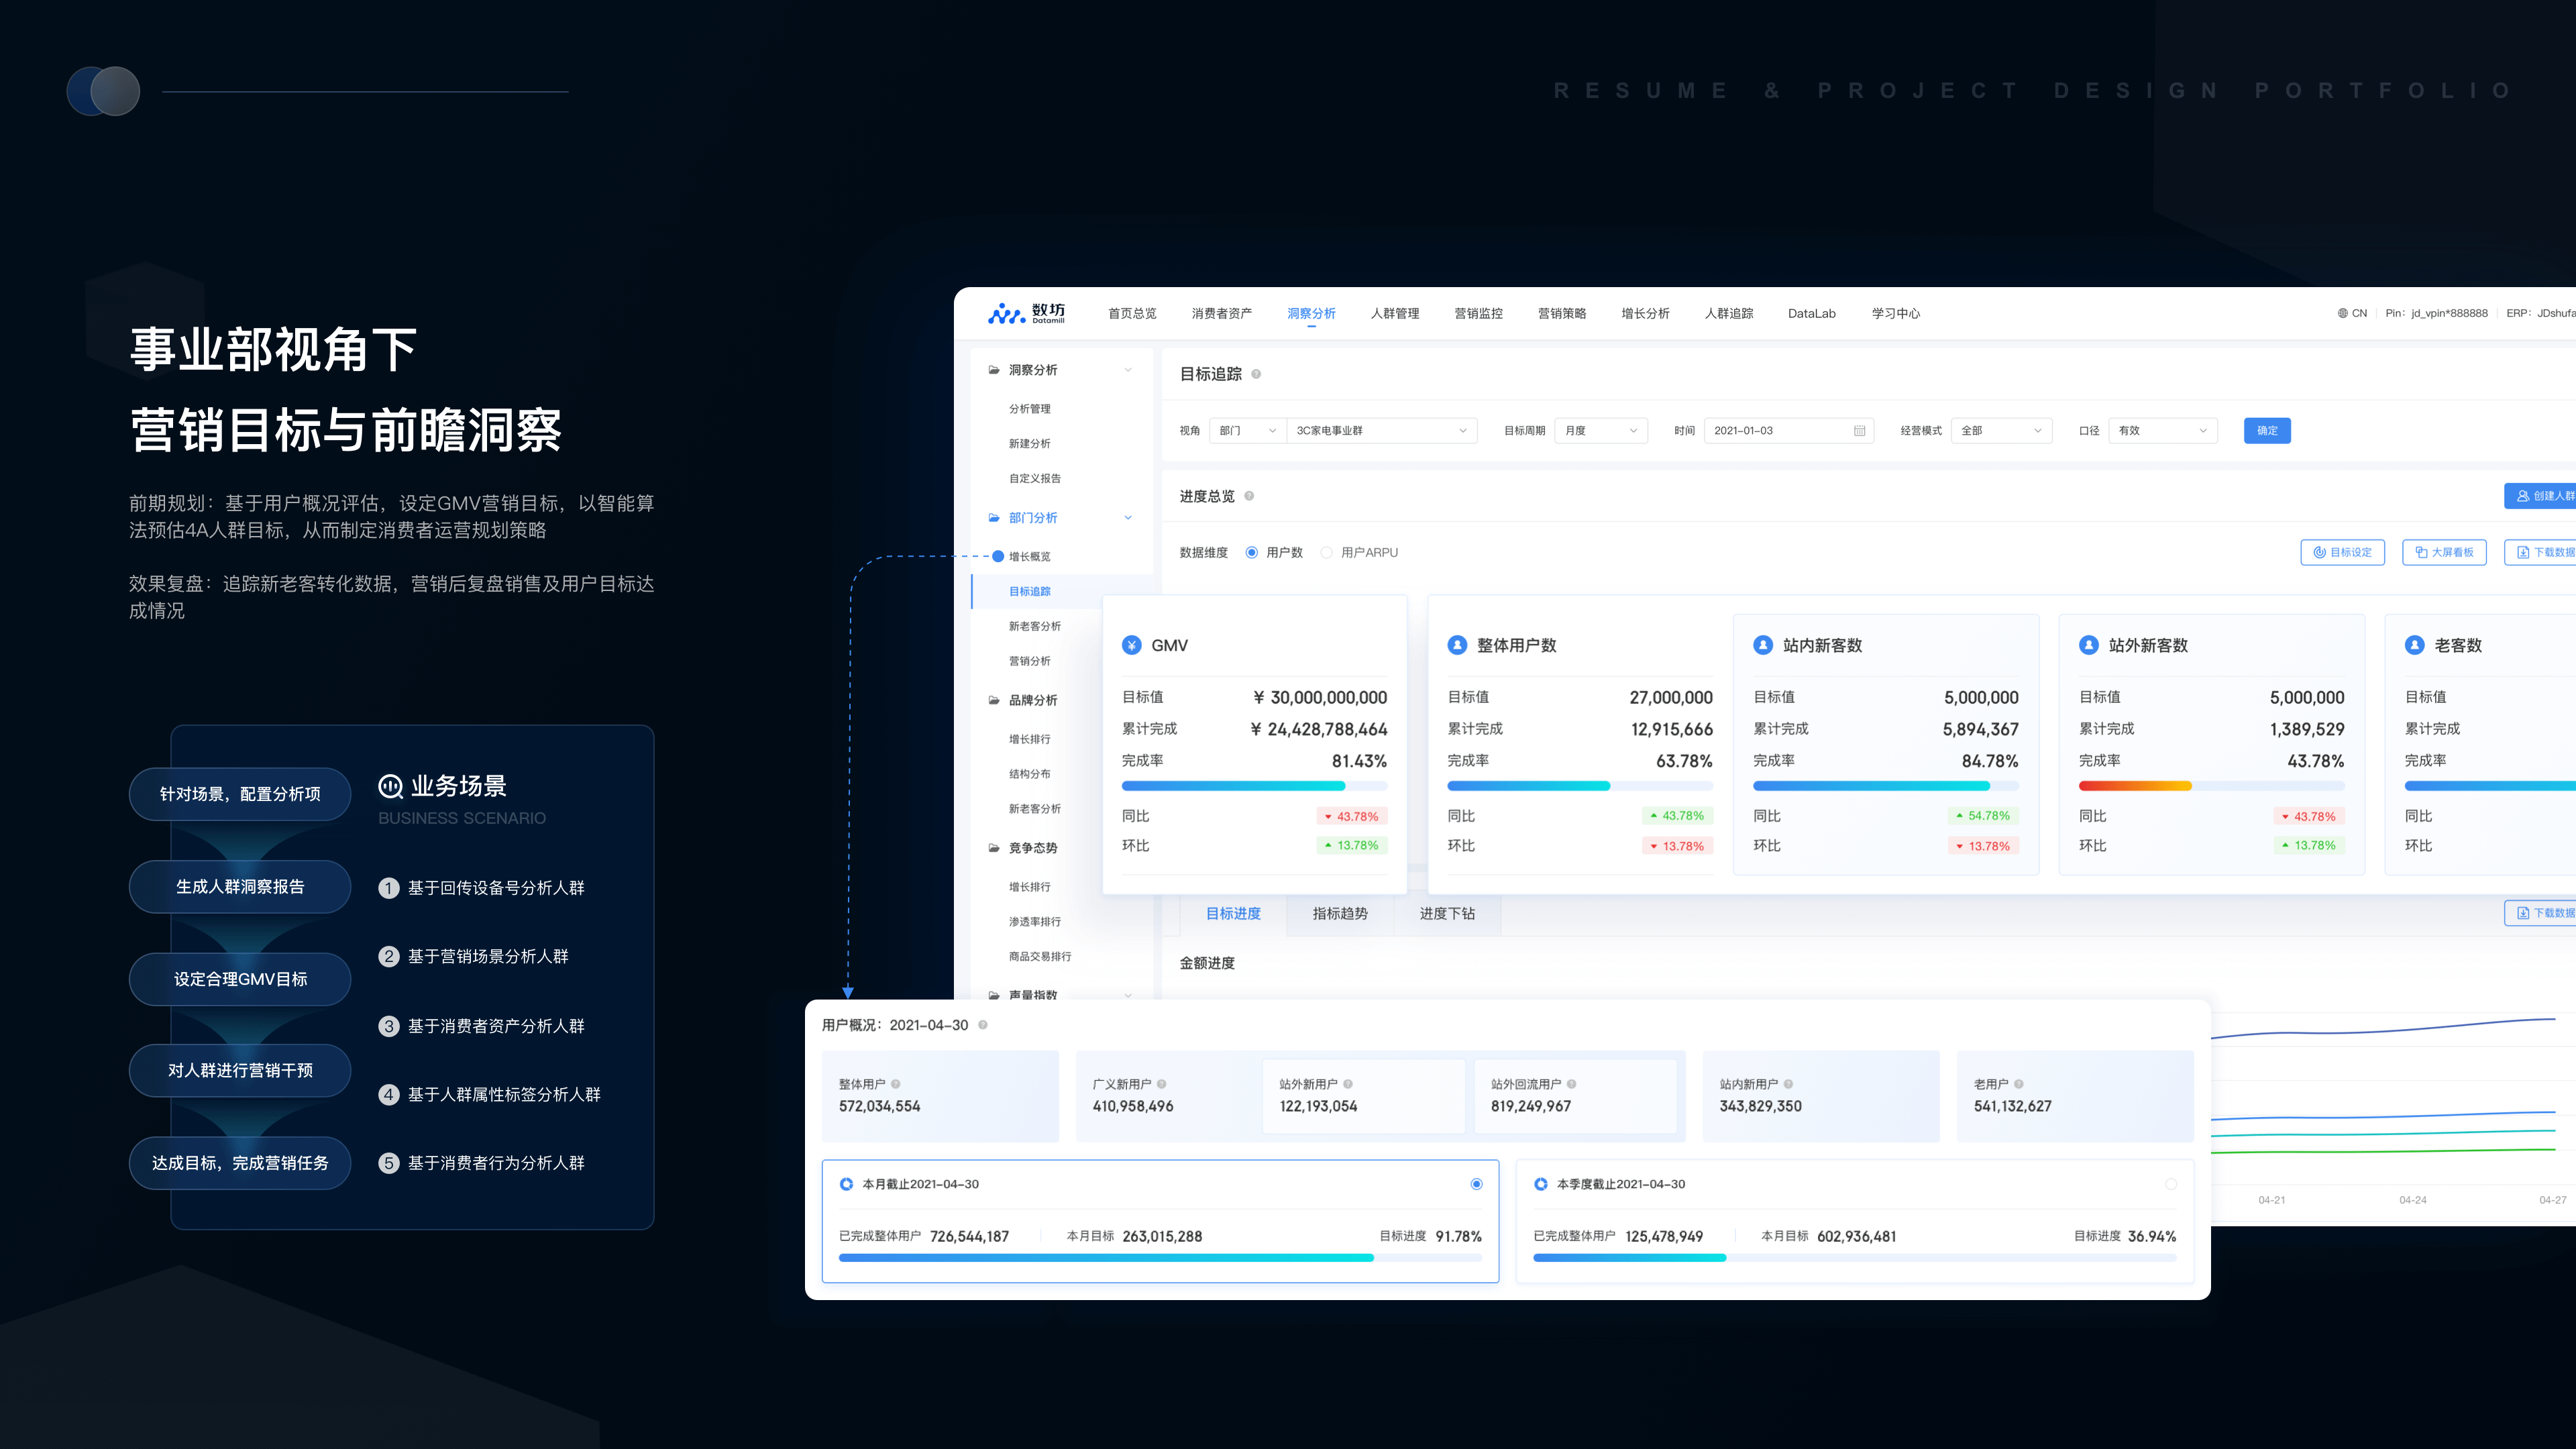 RESUME & PROJECT DESIGN PORTFOLIO
事业部视角下
营销目标与前瞻洞察
前期规划：基于用户概况评估，设定GMV营销目标，以智能算
法预估4A人群目标，从而制定消费者运营规划策略
效果复盘：追踪新老客转化数据，营销后复盘销售及用户目标达
成情况
针对场景，配置分析项
生成人群洞察报告
设定合理GMV目标
对人群进行营销干预
达成目标，完成营销任务
业务场景
BUSINESS SCENARIO
1 基于回传设备号分析人群
2 基于营销场景分析人群
3 基于消费者资产分析人群
4 基于人群属性标签分析人群
5 基于消费者行为分析人群
数坊
Datamill
首页总览 消费者资产 洞察分析 人群管理 营销监控 营销策略 增长分析 人群追踪 DataLab 学习中心
CN Pin：jd_vpin*888888 ERP：JDshufa
洞察分析
分析管理
新建分析
自定义报告
部门分析
增长概览
目标追踪
新老客分析
营销分析
品牌分析
增长排行
结构分布
新老客分析
竞争态势
增长排行
渗透率排行
商品交易排行
声量指数
目标追踪
视角 部门 3C家电事业群 目标周期 月度 时间 2021-01-03 经营模式 全部 口径 有效 确定
进度总览
创建人群
数据维度 用户数 用户ARPU
目标设定 大屏看板 下载数据
GMV
目标值 ¥ 30,000,000,000
累计完成 ¥ 24,428,788,464
完成率 81.43%
同比 43.78%
环比 13.78%
整体用户数
目标值 27,000,000
累计完成 12,915,666
完成率 63.78%
同比 43.78%
环比 13.78%
站内新客数
目标值 5,000,000
累计完成 5,894,367
完成率 84.78%
同比 54.78%
环比 13.78%
站外新客数
目标值 5,000,000
累计完成 1,389,529
完成率 43.78%
同比 43.78%
环比 13.78%
老客数
目标值
累计完成
完成率
同比
环比
目标进度 指标趋势 进度下钻
下载数据
金额进度
04-21 04-24 04-27
用户概况：2021-04-30
整体用户
572,034,554
广义新用户
410,958,496
站外新用户
122,193,054
站外回流用户
819,249,967
站内新用户
343,829,350
老用户
541,132,627
本月截止2021-04-30
已完成整体用户 726,544,187 本月目标 263,015,288 目标进度 91.78%
本季度截止2021-04-30
已完成整体用户 125,478,949 本月目标 602,936,481 目标进度 36.94%